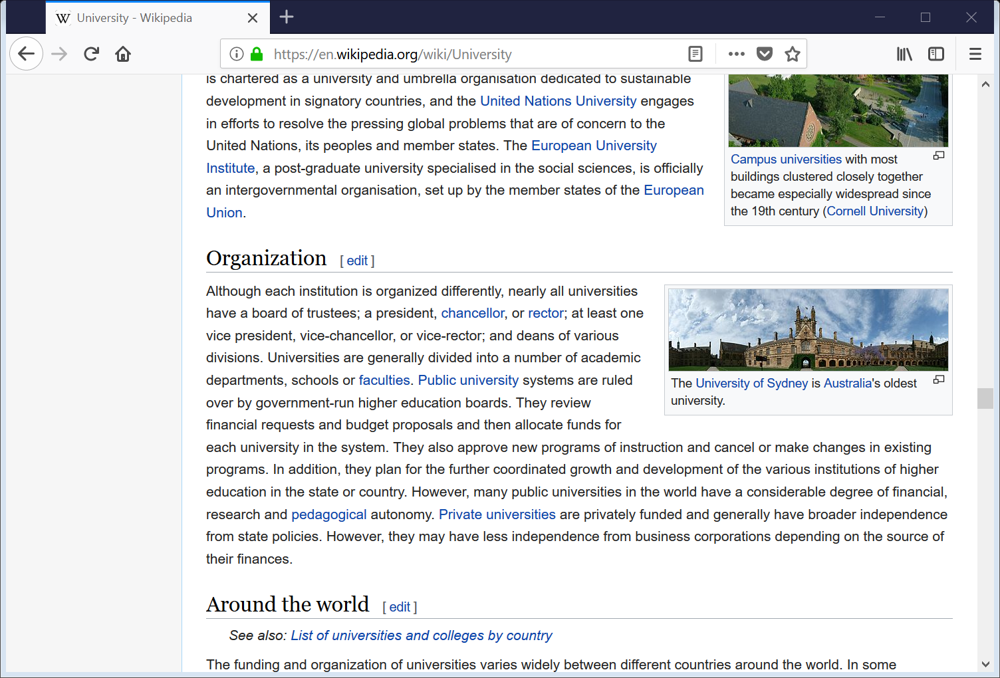 University - Wikipedia
https://en.wikipedia.org/wiki/University
is chartered as a university and umbrella organisation dedicated to sustainable
development in signatory countries, and the United Nations University engages
in efforts to resolve the pressing global problems that are of concern to the
United Nations, its peoples and member states. The European University
Institute, a post-graduate university specialised in the social sciences, is officially
an intergovernmental organisation, set up by the member states of the European
Union.
Campus universities with most
buildings clustered closely together
became especially widespread since
the 19th century (Cornell University)
Organization [ edit ]
Although each institution is organized differently, nearly all universities
have a board of trustees; a president, chancellor, or rector; at least one
vice president, vice-chancellor, or vice-rector; and deans of various
divisions. Universities are generally divided into a number of academic
departments, schools or faculties. Public university systems are ruled
over by government-run higher education boards. They review
financial requests and budget proposals and then allocate funds for
each university in the system. They also approve new programs of instruction and cancel or make changes in existing
programs. In addition, they plan for the further coordinated growth and development of the various institutions of higher
education in the state or country. However, many public universities in the world have a considerable degree of financial,
research and pedagogical autonomy. Private universities are privately funded and generally have broader independence
from state policies. However, they may have less independence from business corporations depending on the source of
their finances.
The University of Sydney is Australia's oldest
university.
Around the world [ edit ]
See also: List of universities and colleges by country
The funding and organization of universities varies widely between different countries around the world. In some